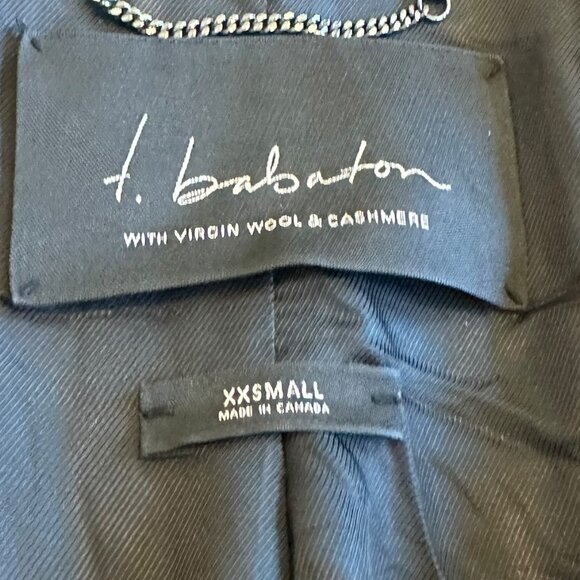 t. babaton
WITH VIRGIN WOOL & CASHMERE
XXSMALL
MADE IN CANADA